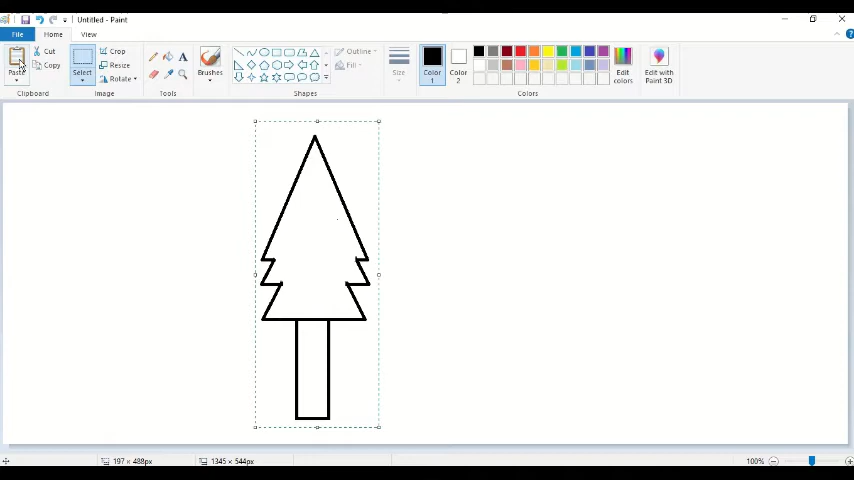 Untitled - Paint
File Home View
Paste
Cut
Copy
Select
Crop
Resize
Rotate
A
Brushes
Outline
Fill
Size
Color
1
Color
2
Edit
colors
Edit with
Paint 3D
Clipboard Image Tools Shapes Colors
197 × 488px 1345 × 544px 100%